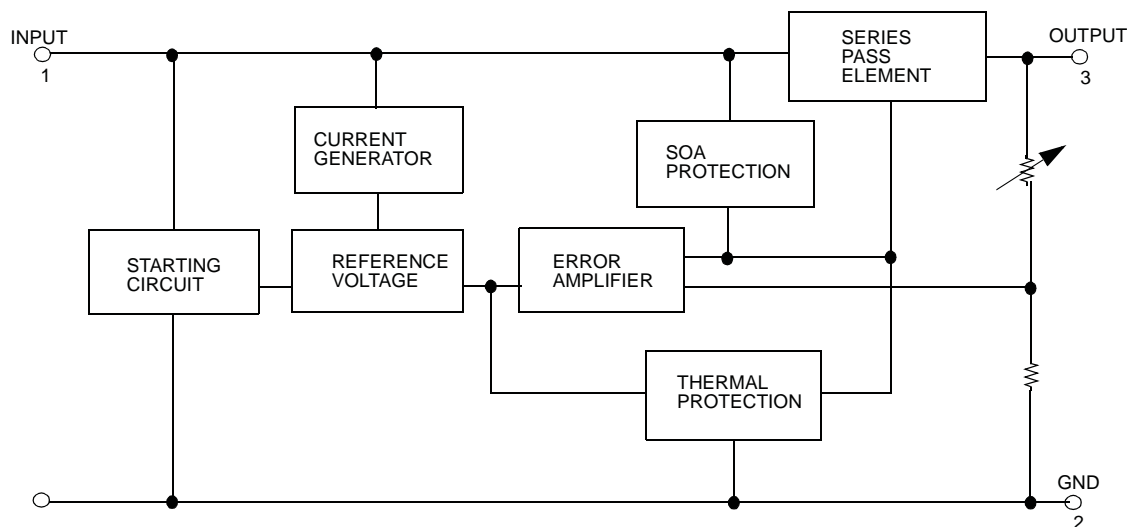 INPUT
1
SERIES
PASS
ELEMENT
OUTPUT
3
CURRENT
GENERATOR
SOA
PROTECTION
STARTING
CIRCUIT
REFERENCE
VOLTAGE
ERROR
AMPLIFIER
THERMAL
PROTECTION
GND
2